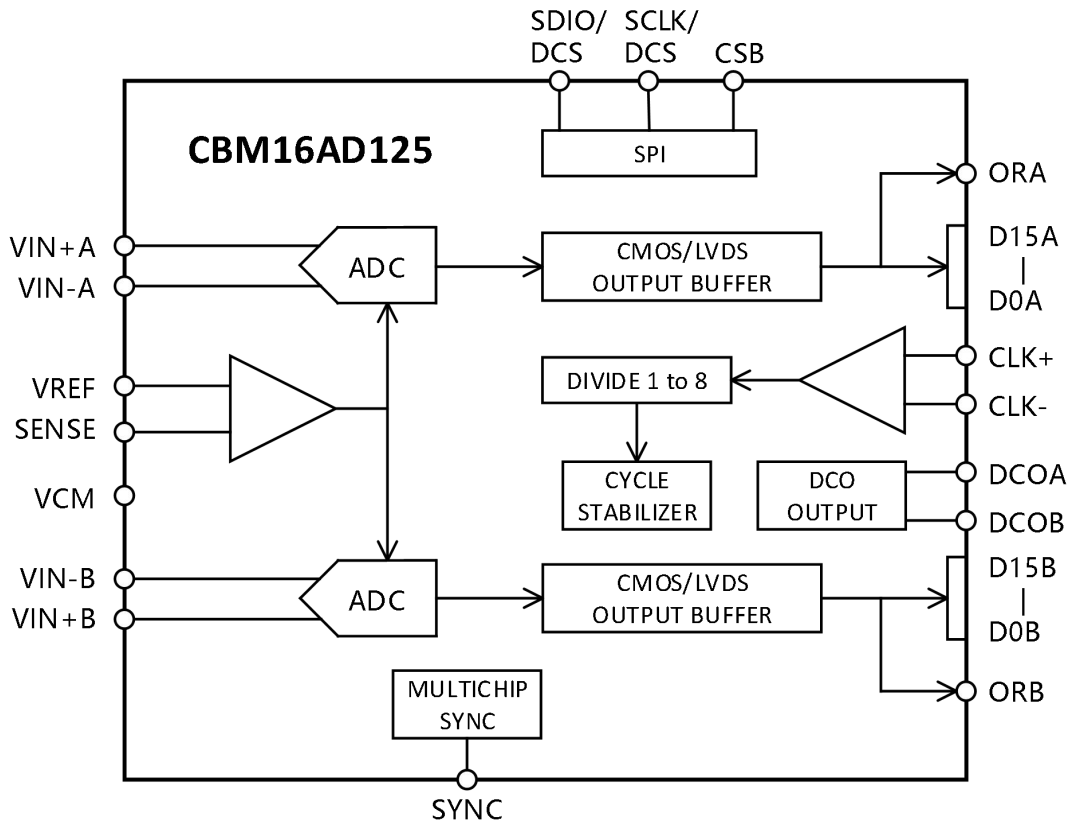 SDIO/
DCS
SCLK/
DCS
CSB
CBM16AD125
SPI
ORA
VIN+A
VIN-A
ADC
CMOS/LVDS
OUTPUT BUFFER
D15A
D0A
VREF
SENSE
DIVIDE 1 to 8
CLK+
CLK-
VCM
CYCLE
STABILIZER
DCO
OUTPUT
DCOA
DCOB
VIN-B
VIN+B
ADC
CMOS/LVDS
OUTPUT BUFFER
D15B
D0B
MULTICHIP
SYNC
ORB
SYNC